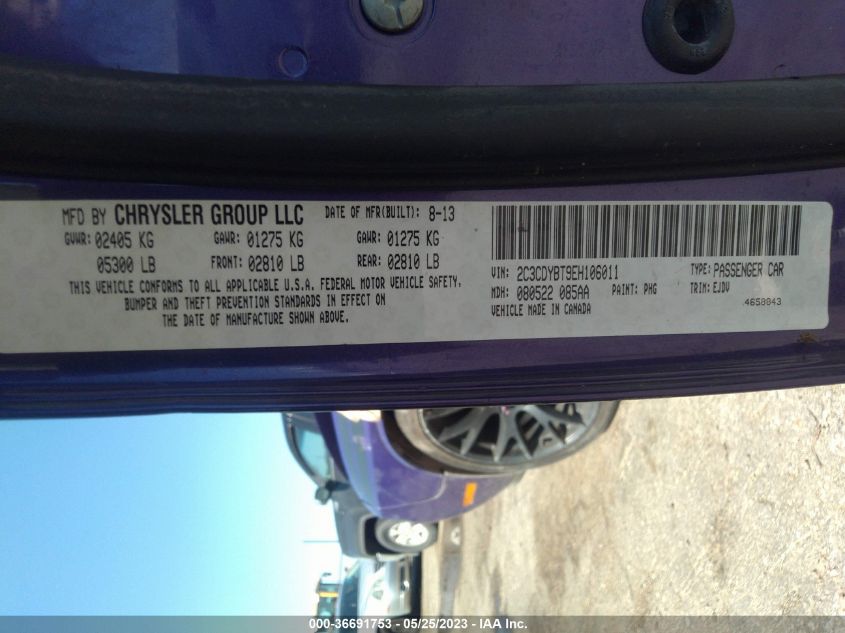 MFD BY CHRYSLER GROUP LLC DATE OF MFR(BUILT): 8-13
GVWR: 02405 KG GAWR: 01275 KG GAWR: 01275 KG
05300 LB FRONT: 02810 LB REAR: 02810 LB
THIS VEHICLE CONFORMS TO ALL APPLICABLE U.S.A. FEDERAL MOTOR VEHICLE SAFETY,
BUMPER AND THEFT PREVENTION STANDARDS IN EFFECT ON
THE DATE OF MANUFACTURE SHOWN ABOVE.
VIN: 2C3CDYBT9EH106011 TYPE: PASSENGER CAR
MDH: 080522 085AA PAINT: PHG TRIM: EJDV
VEHICLE MADE IN CANADA 4658043
000-36691753 — 05/25/2023 — IAA Inc.